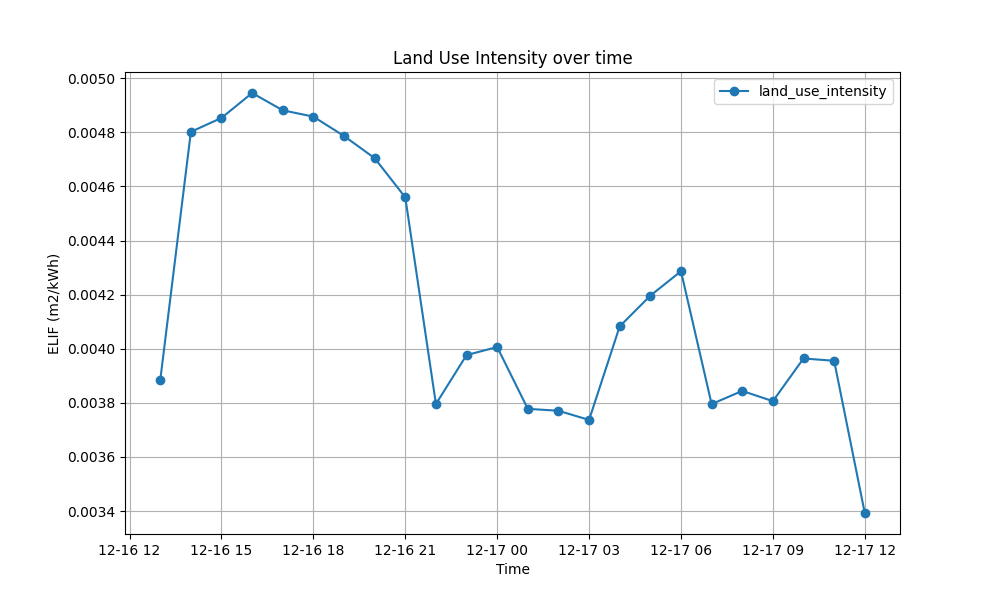 Land Use Intensity over time
land_use_intensity
ELIF (m2/kWh)
0.0050
0.0048
0.0046
0.0044
0.0042
0.0040
0.0038
0.0036
0.0034
12-16 12 12-16 15 12-16 18 12-16 21 12-17 00 12-17 03 12-17 06 12-17 09 12-17 12
Time